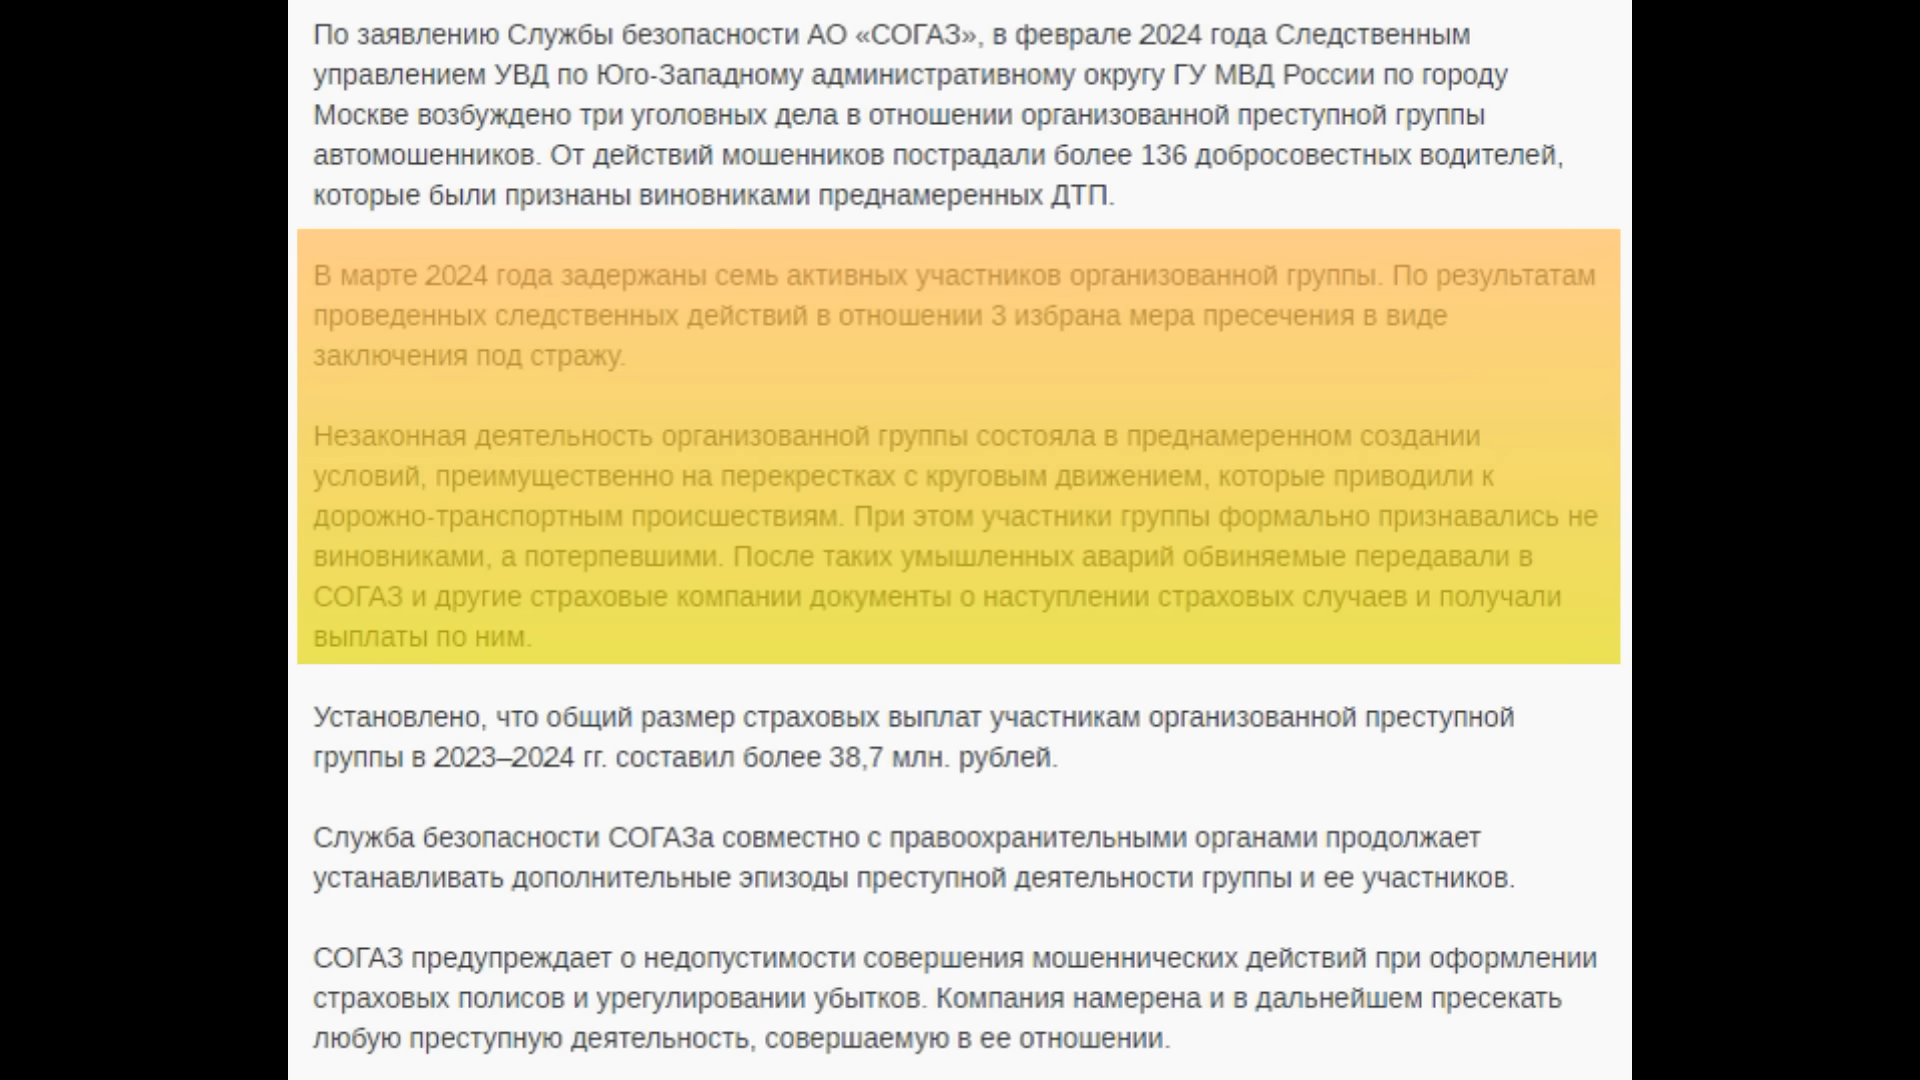 По заявлению Службы безопасности АО «СОГАЗ», в феврале 2024 года Следственным
управлением УВД по Юго-Западному административному округу ГУ МВД России по городу
Москве возбуждено три уголовных дела в отношении организованной преступной группы
автомошенников. От действий мошенников пострадали более 136 добросовестных водителей,
которые были признаны виновниками преднамеренных ДТП.
В марте 2024 года задержаны семь активных участников организованной группы. По результатам
проведенных следственных действий в отношении 3 избрана мера пресечения в виде
заключения под стражу.
Незаконная деятельность организованной группы состояла в преднамеренном создании
условий, преимущественно на перекрестках с круговым движением, которые приводили к
дорожно-транспортным происшествиям. При этом участники группы формально признавались не
виновниками, а потерпевшими. После таких умышленных аварий обвиняемые передавали в
СОГАЗ и другие страховые компании документы о наступлении страховых случаев и получали
выплаты по ним.
Установлено, что общий размер страховых выплат участникам организованной преступной
группы в 2023–2024 гг. составил более 38,7 млн. рублей.
Служба безопасности СОГАЗа совместно с правоохранительными органами продолжает
устанавливать дополнительные эпизоды преступной деятельности группы и ее участников.
СОГАЗ предупреждает о недопустимости совершения мошеннических действий при оформлении
страховых полисов и урегулировании убытков. Компания намерена и в дальнейшем пресекать
любую преступную деятельность, совершаемую в ее отношении.